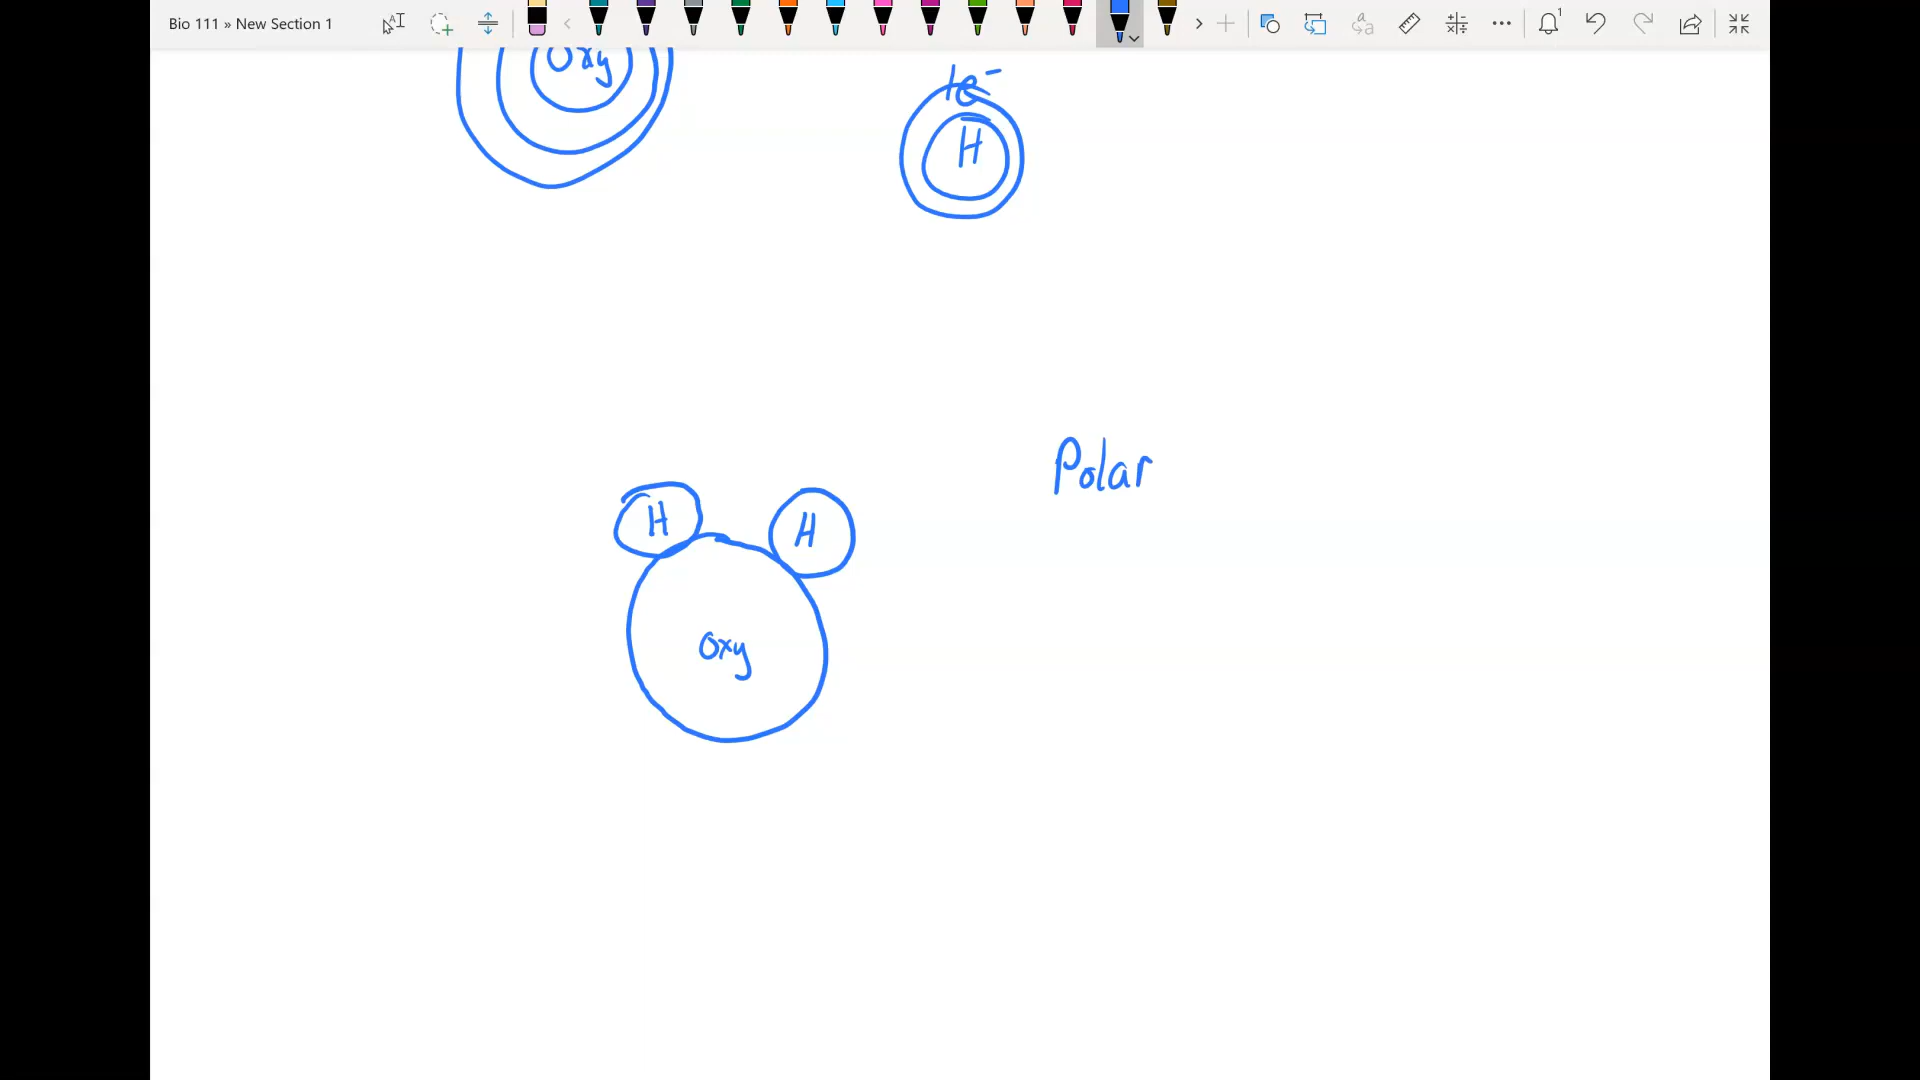 Bio 111 » New Section 1
Oxy
1e-
H
Polar
H
H
Oxy